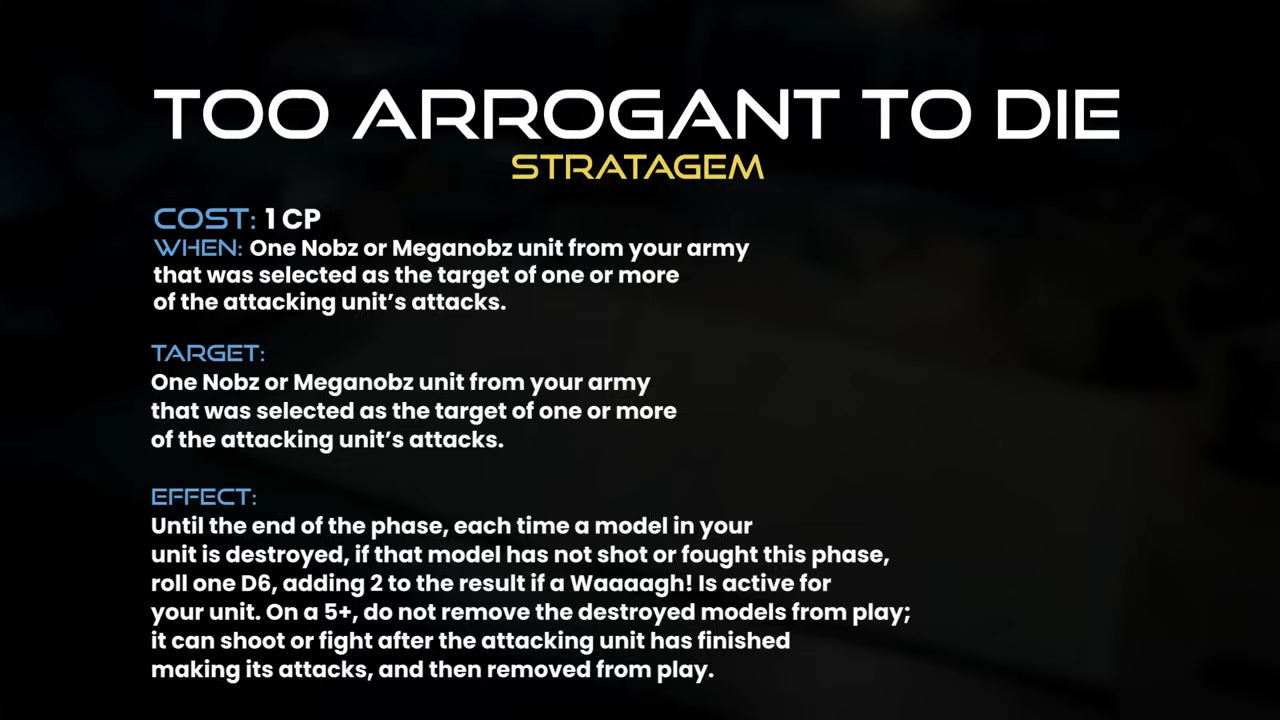 TOO ARROGANT TO DIE
STRATAGEM
COST: 1 CP
WHEN: One Nobz or Meganobz unit from your army
that was selected as the target of one or more
of the attacking unit's attacks.
TARGET:
One Nobz or Meganobz unit from your army
that was selected as the target of one or more
of the attacking unit's attacks.
EFFECT:
Until the end of the phase, each time a model in your
unit is destroyed, if that model has not shot or fought this phase,
roll one D6, adding 2 to the result if a Waaaagh! Is active for
your unit. On a 5+, do not remove the destroyed models from play;
it can shoot or fight after the attacking unit has finished
making its attacks, and then removed from play.